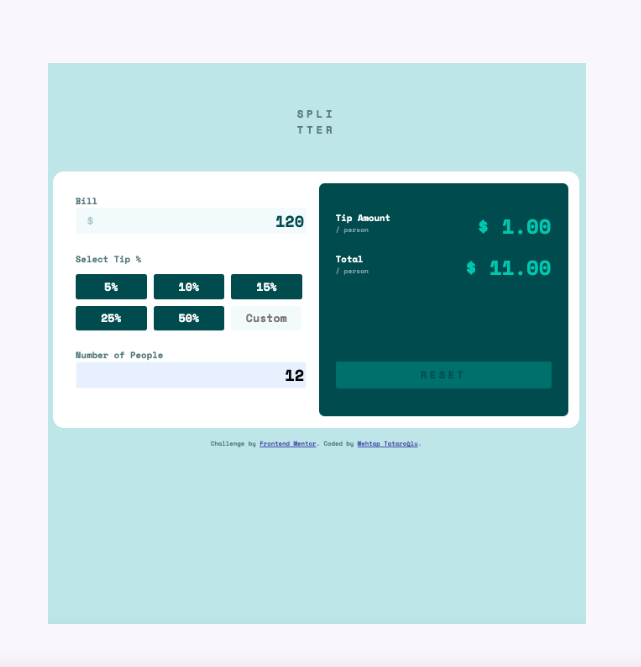 SPLI
TTER
Bill
$ 120
Select Tip %
5% 10% 15%
25% 50% Custom
Number of People
12
Tip Amount
/ person
$ 1.00
Total
/ person
$ 11.00
RESET
Challenge by Frontend Mentor. Coded by Mehtap Tataroğlu.